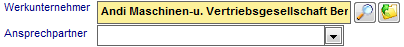 Werkunternehmer Andi Maschinen-u. Vertriebsgesellschaft Ber
Ansprechpartner